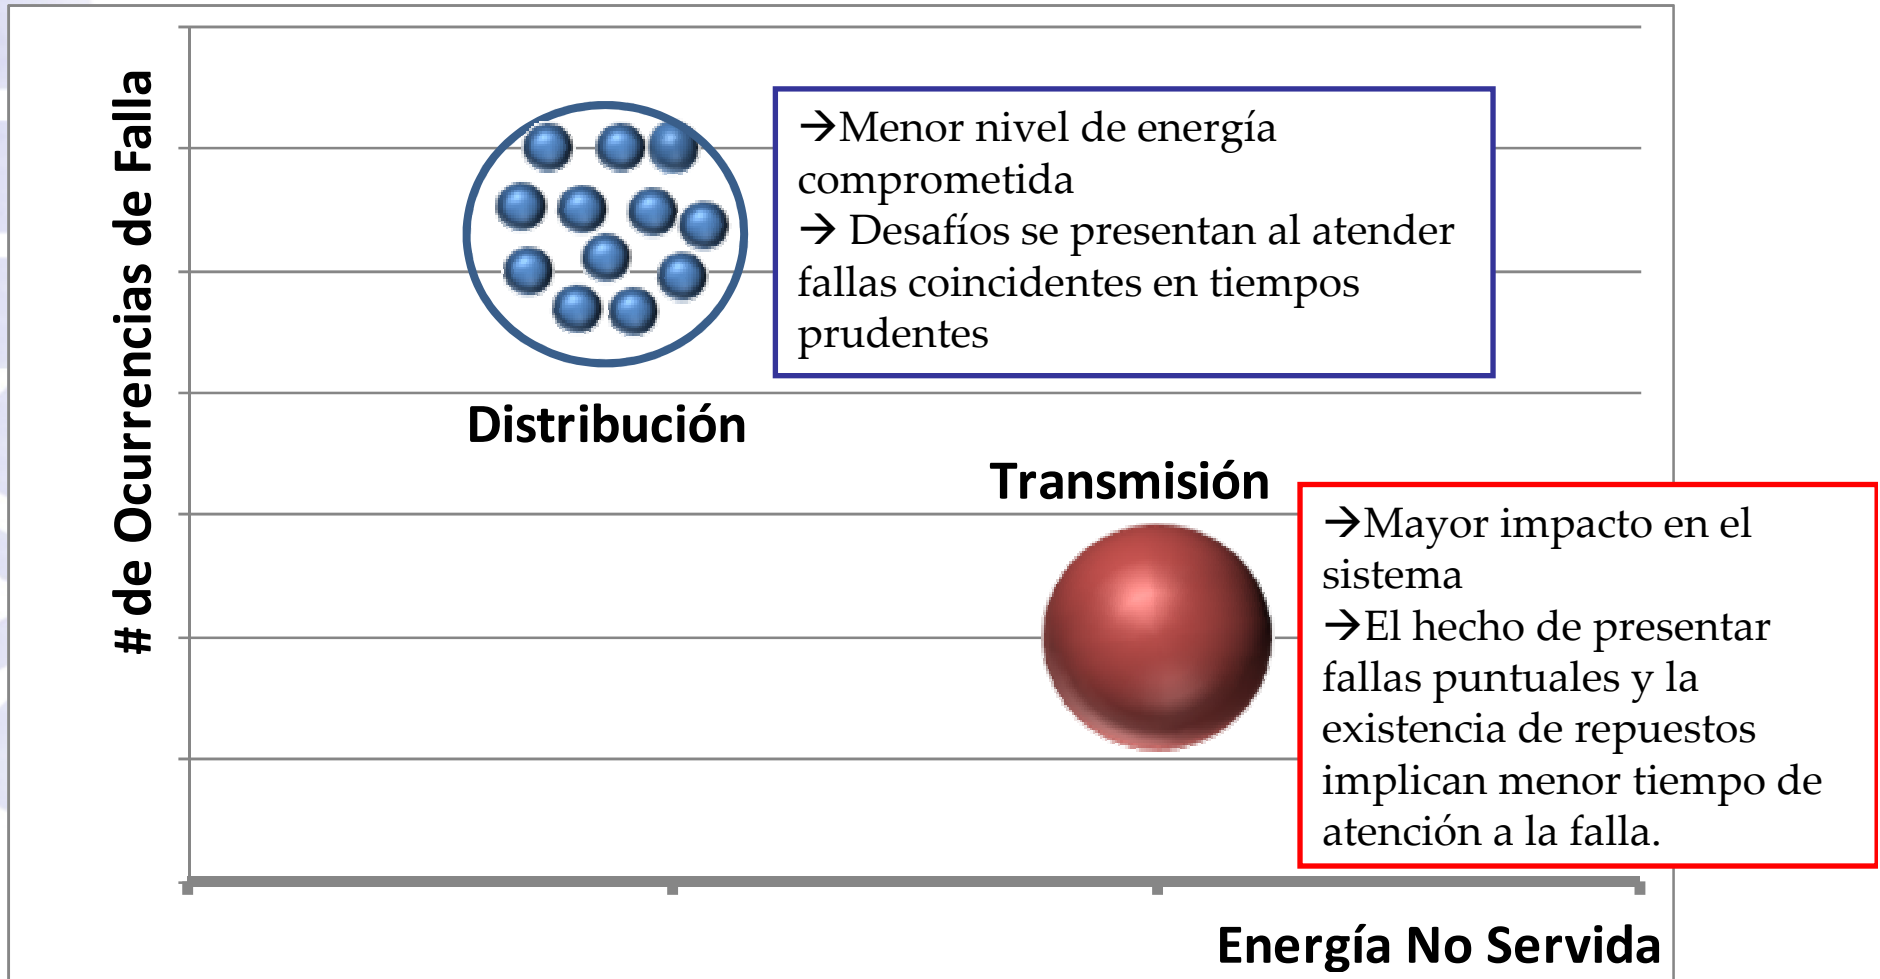 # de Ocurrencias de Falla
→Menor nivel de energía
comprometida
→ Desafíos se presentan al atender
fallas coincidentes en tiempos
prudentes
Distribución
Transmisión
→Mayor impacto en el
sistema
→El hecho de presentar
fallas puntuales y la
existencia de repuestos
implican menor tiempo de
atención a la falla.
Energía No Servida